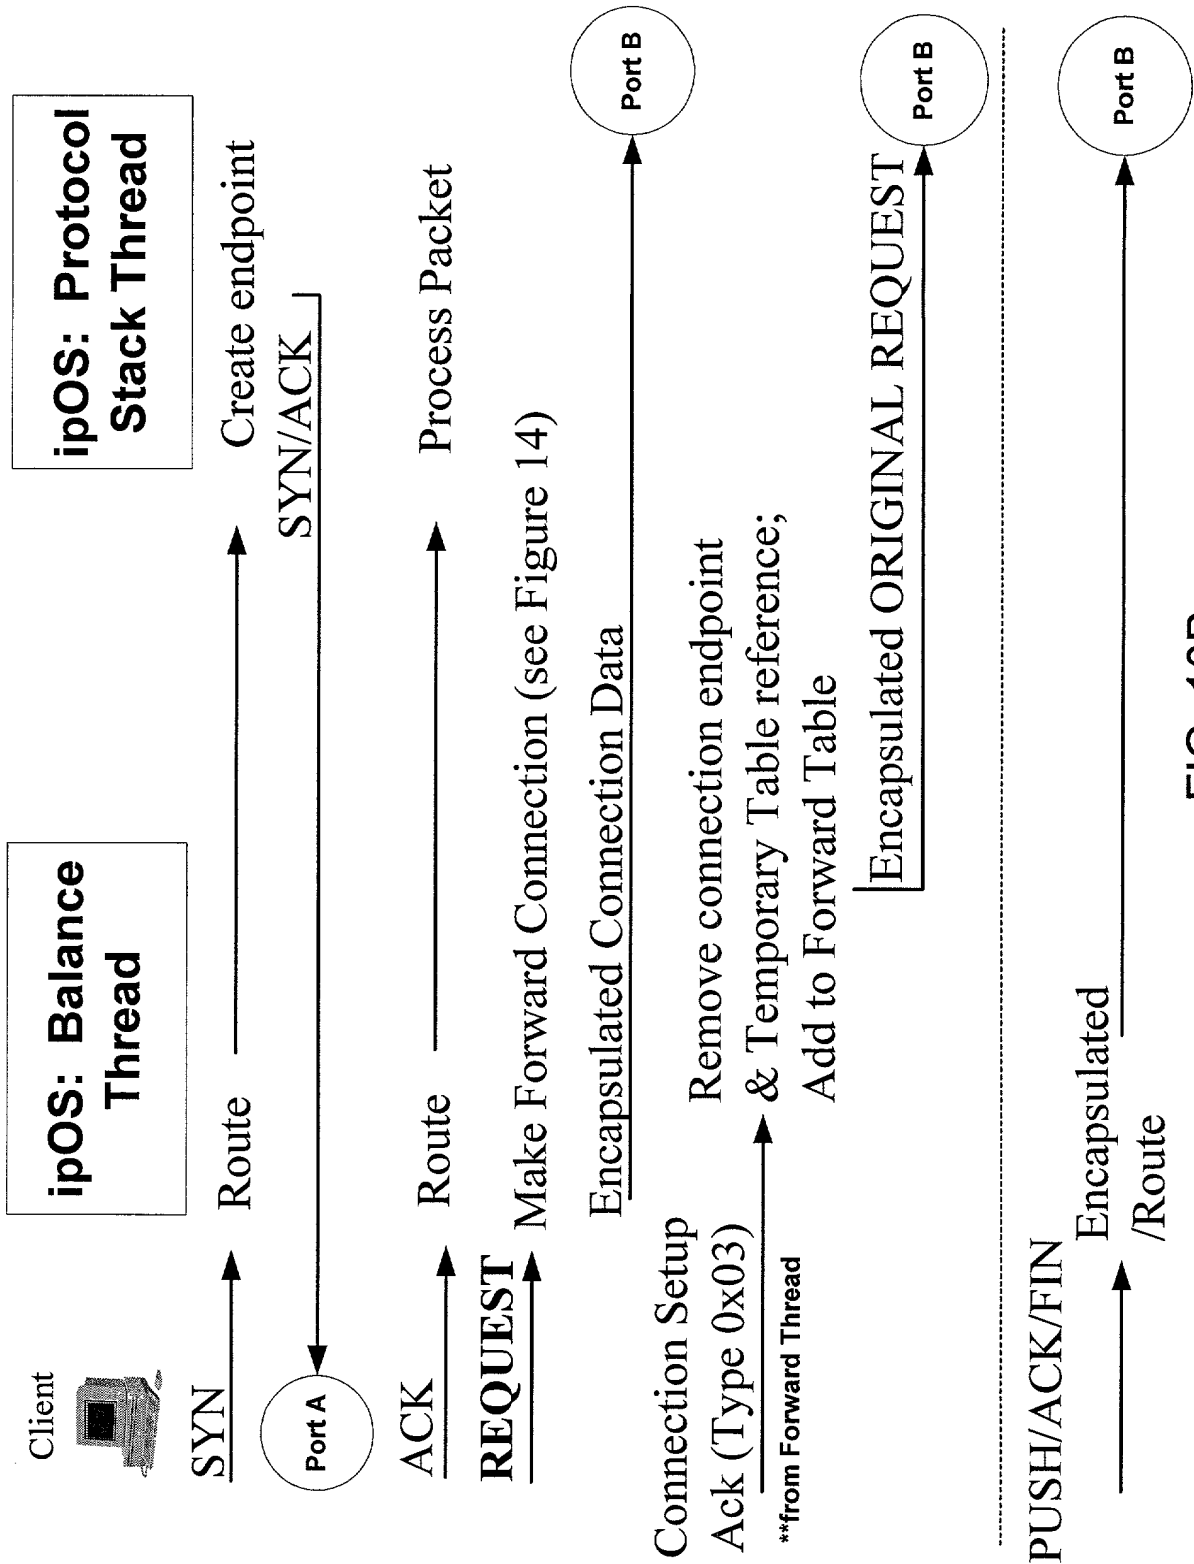 Client
ipOS: Balance
Thread
ipOS: Protocol
Stack Thread
SYN
Route
Create endpoint
SYN/ACK
Port A
ACK
Route
Process Packet
REQUEST
Make Forward Connection (see Figure 14)
Encapsulated Connection Data
Port B
Connection Setup
Ack (Type 0x03)
**from Forward Thread
Remove connection endpoint
& Temporary Table reference;
Add to Forward Table
Encapsulated ORIGINAL REQUEST
Port B
PUSH/ACK/FIN
Encapsulated
/Route
Port B